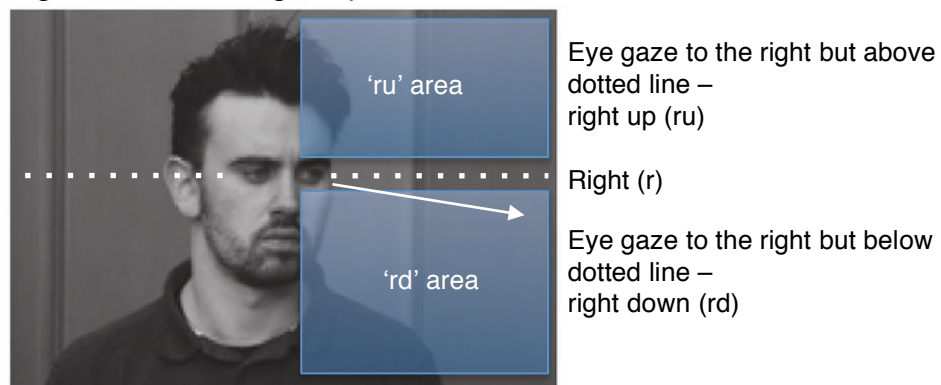 'ru' area
Eye gaze to the right but above
dotted line –
right up (ru)
Right (r)
'rd' area
Eye gaze to the right but below
dotted line –
right down (rd)